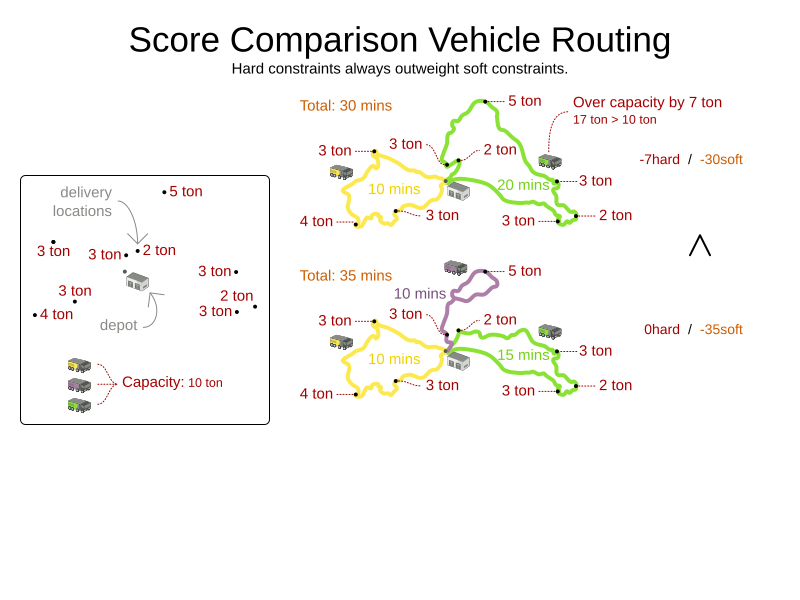 Score Comparison Vehicle Routing
Hard constraints always outweight soft constraints.
delivery
locations
5 ton
3 ton
3 ton
2 ton
3 ton
3 ton
2 ton
4 ton
3 ton
depot
Capacity: 10 ton
Total: 30 mins
5 ton
Over capacity by 7 ton
17 ton > 10 ton
3 ton
3 ton
2 ton
-7hard / -30soft
10 mins
20 mins
3 ton
4 ton
3 ton
3 ton
2 ton
<
Total: 35 mins
5 ton
10 mins
3 ton
3 ton
2 ton
0hard / -35soft
10 mins
15 mins
3 ton
4 ton
3 ton
3 ton
2 ton